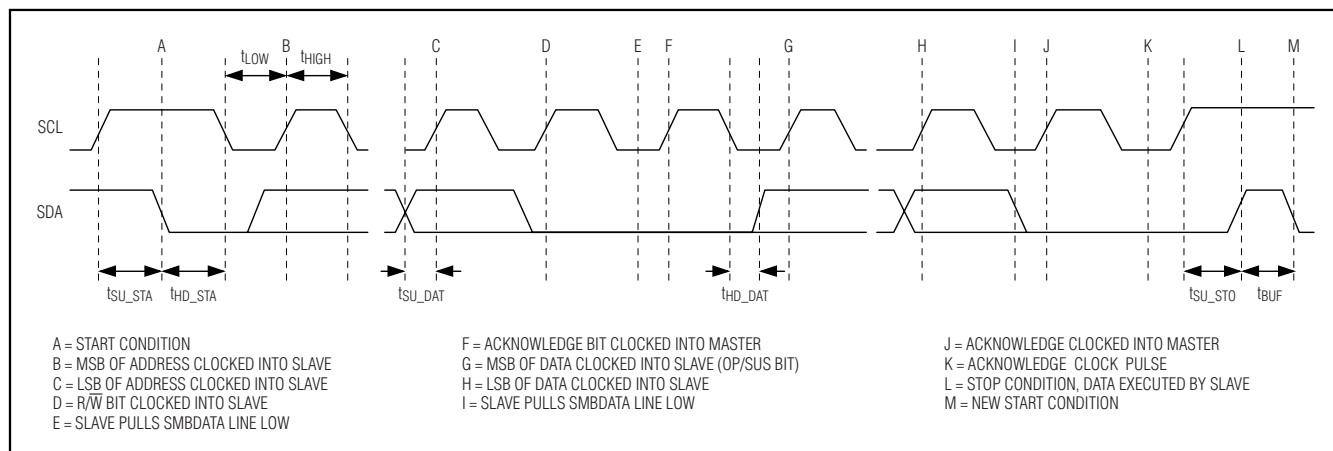 A tLOW B tHIGH C D E F G H I J K L M
SCL
SDA
tSU_STA tHD_STA tSU_DAT tHD_DAT tSU_STO tBUF
A = START CONDITION
B = MSB OF ADDRESS CLOCKED INTO SLAVE
C = LSB OF ADDRESS CLOCKED INTO SLAVE
D = R/W̅ BIT CLOCKED INTO SLAVE
E = SLAVE PULLS SMBDATA LINE LOW
F = ACKNOWLEDGE BIT CLOCKED INTO MASTER
G = MSB OF DATA CLOCKED INTO SLAVE (OP/SUS BIT)
H = LSB OF DATA CLOCKED INTO SLAVE
I = SLAVE PULLS SMBDATA LINE LOW
J = ACKNOWLEDGE CLOCKED INTO MASTER
K = ACKNOWLEDGE CLOCK PULSE
L = STOP CONDITION, DATA EXECUTED BY SLAVE
M = NEW START CONDITION